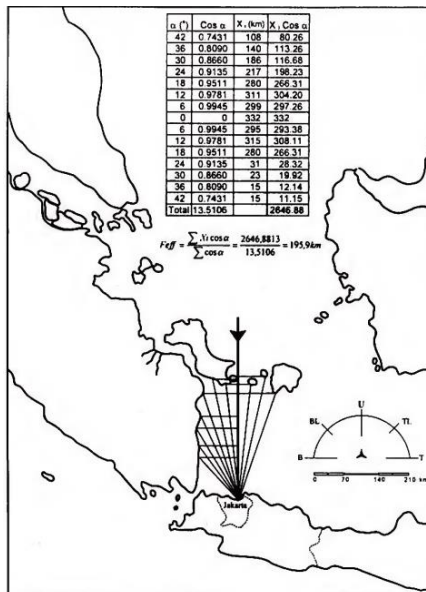 α (°) Cos α X i (km) X i Cos α
42 0.7431 108 80.26
36 0.8090 140 113.26
30 0.8660 186 116.68
24 0.9135 217 198.23
18 0.9511 280 266.31
12 0.9781 311 304.20
6 0.9945 299 297.26
0 0 332 332
6 0.9945 295 293.38
12 0.9781 315 308.11
18 0.9511 280 266.31
24 0.9135 31 28.32
30 0.8660 23 19.92
36 0.8090 15 12.14
42 0.7431 15 11.15
Total 13.5106 2646.88
Feff = ∑ Xi cos α / ∑ cos α = 2646,8813 / 13,5106 = 195,9 km
U
BL TL
B T
0 70 140 210 km
Jakarta